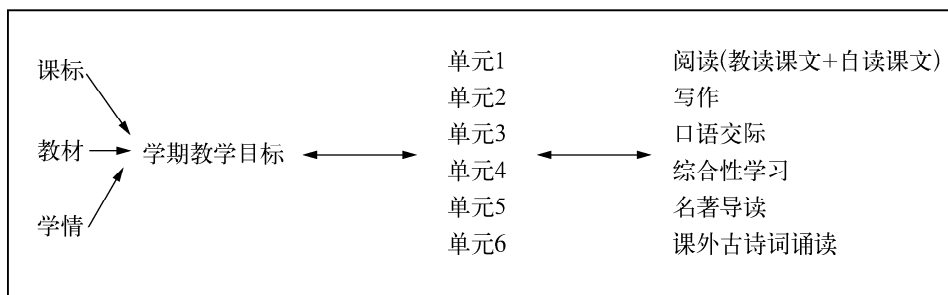 课标
教材
学情
学期教学目标
单元1
单元2
单元3
单元4
单元5
单元6
阅读(教读课文+自读课文)
写作
口语交际
综合性学习
名著导读
课外古诗词诵读